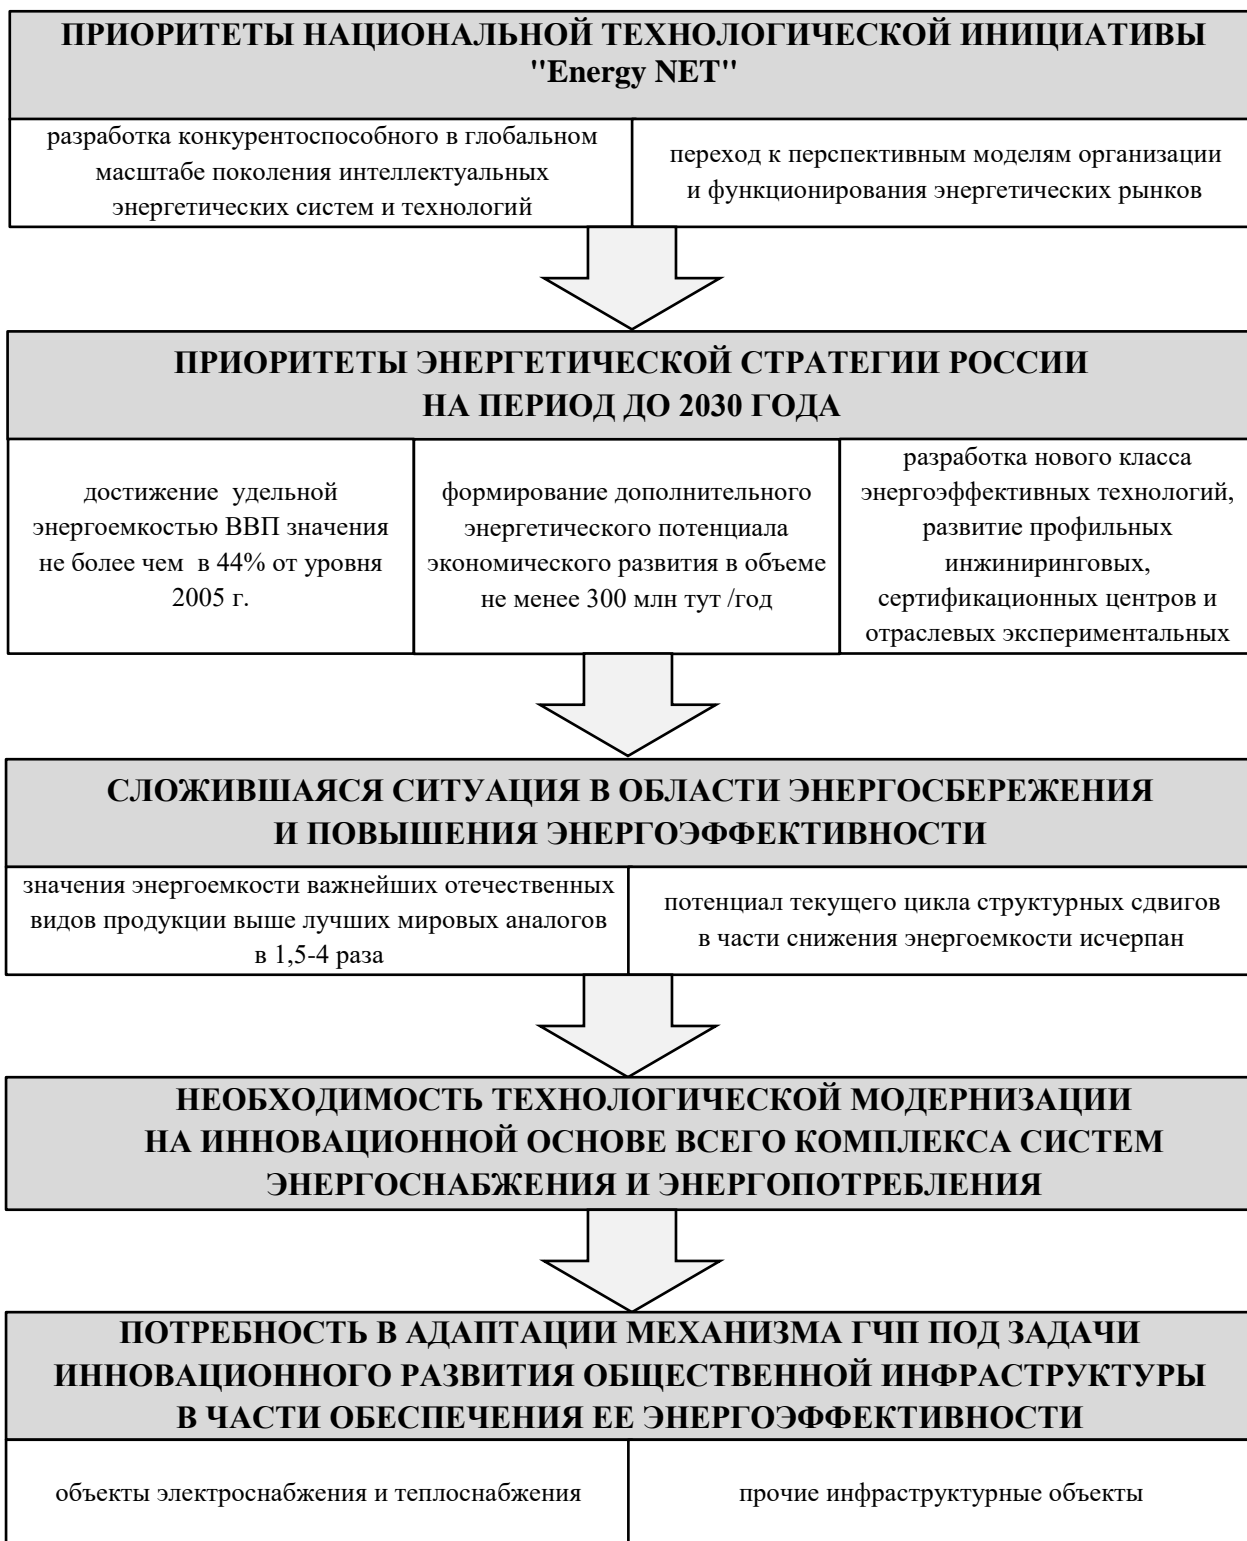 ПРИОРИТЕТЫ НАЦИОНАЛЬНОЙ ТЕХНОЛОГИЧЕСКОЙ ИНИЦИАТИВЫ
"Energy NET"
разработка конкурентоспособного в глобальном
масштабе поколения интеллектуальных
энергетических систем и технологий
переход к перспективным моделям организации
и функционирования энергетических рынков
ПРИОРИТЕТЫ ЭНЕРГЕТИЧЕСКОЙ СТРАТЕГИИ РОССИИ
НА ПЕРИОД ДО 2030 ГОДА
достижение удельной
энергоемкостью ВВП значения
не более чем в 44% от уровня
2005 г.
формирование дополнительного
энергетического потенциала
экономического развития в объеме
не менее 300 млн тут /год
разработка нового класса
энергоэффективных технологий,
развитие профильных
инжиниринговых,
сертификационных центров и
отраслевых экспериментальных
СЛОЖИВШАЯСЯ СИТУАЦИЯ В ОБЛАСТИ ЭНЕРГОСБЕРЕЖЕНИЯ
И ПОВЫШЕНИЯ ЭНЕРГОЭФФЕКТИВНОСТИ
значения энергоемкости важнейших отечественных
видов продукции выше лучших мировых аналогов
в 1,5-4 раза
потенциал текущего цикла структурных сдвигов
в части снижения энергоемкости исчерпан
НЕОБХОДИМОСТЬ ТЕХНОЛОГИЧЕСКОЙ МОДЕРНИЗАЦИИ
НА ИННОВАЦИОННОЙ ОСНОВЕ ВСЕГО КОМПЛЕКСА СИСТЕМ
ЭНЕРГОСНАБЖЕНИЯ И ЭНЕРГОПОТРЕБЛЕНИЯ
ПОТРЕБНОСТЬ В АДАПТАЦИИ МЕХАНИЗМА ГЧП ПОД ЗАДАЧИ
ИННОВАЦИОННОГО РАЗВИТИЯ ОБЩЕСТВЕННОЙ ИНФРАСТРУКТУРЫ
В ЧАСТИ ОБЕСПЕЧЕНИЯ ЕЕ ЭНЕРГОЭФФЕКТИВНОСТИ
объекты электроснабжения и теплоснабжения
прочие инфраструктурные объекты